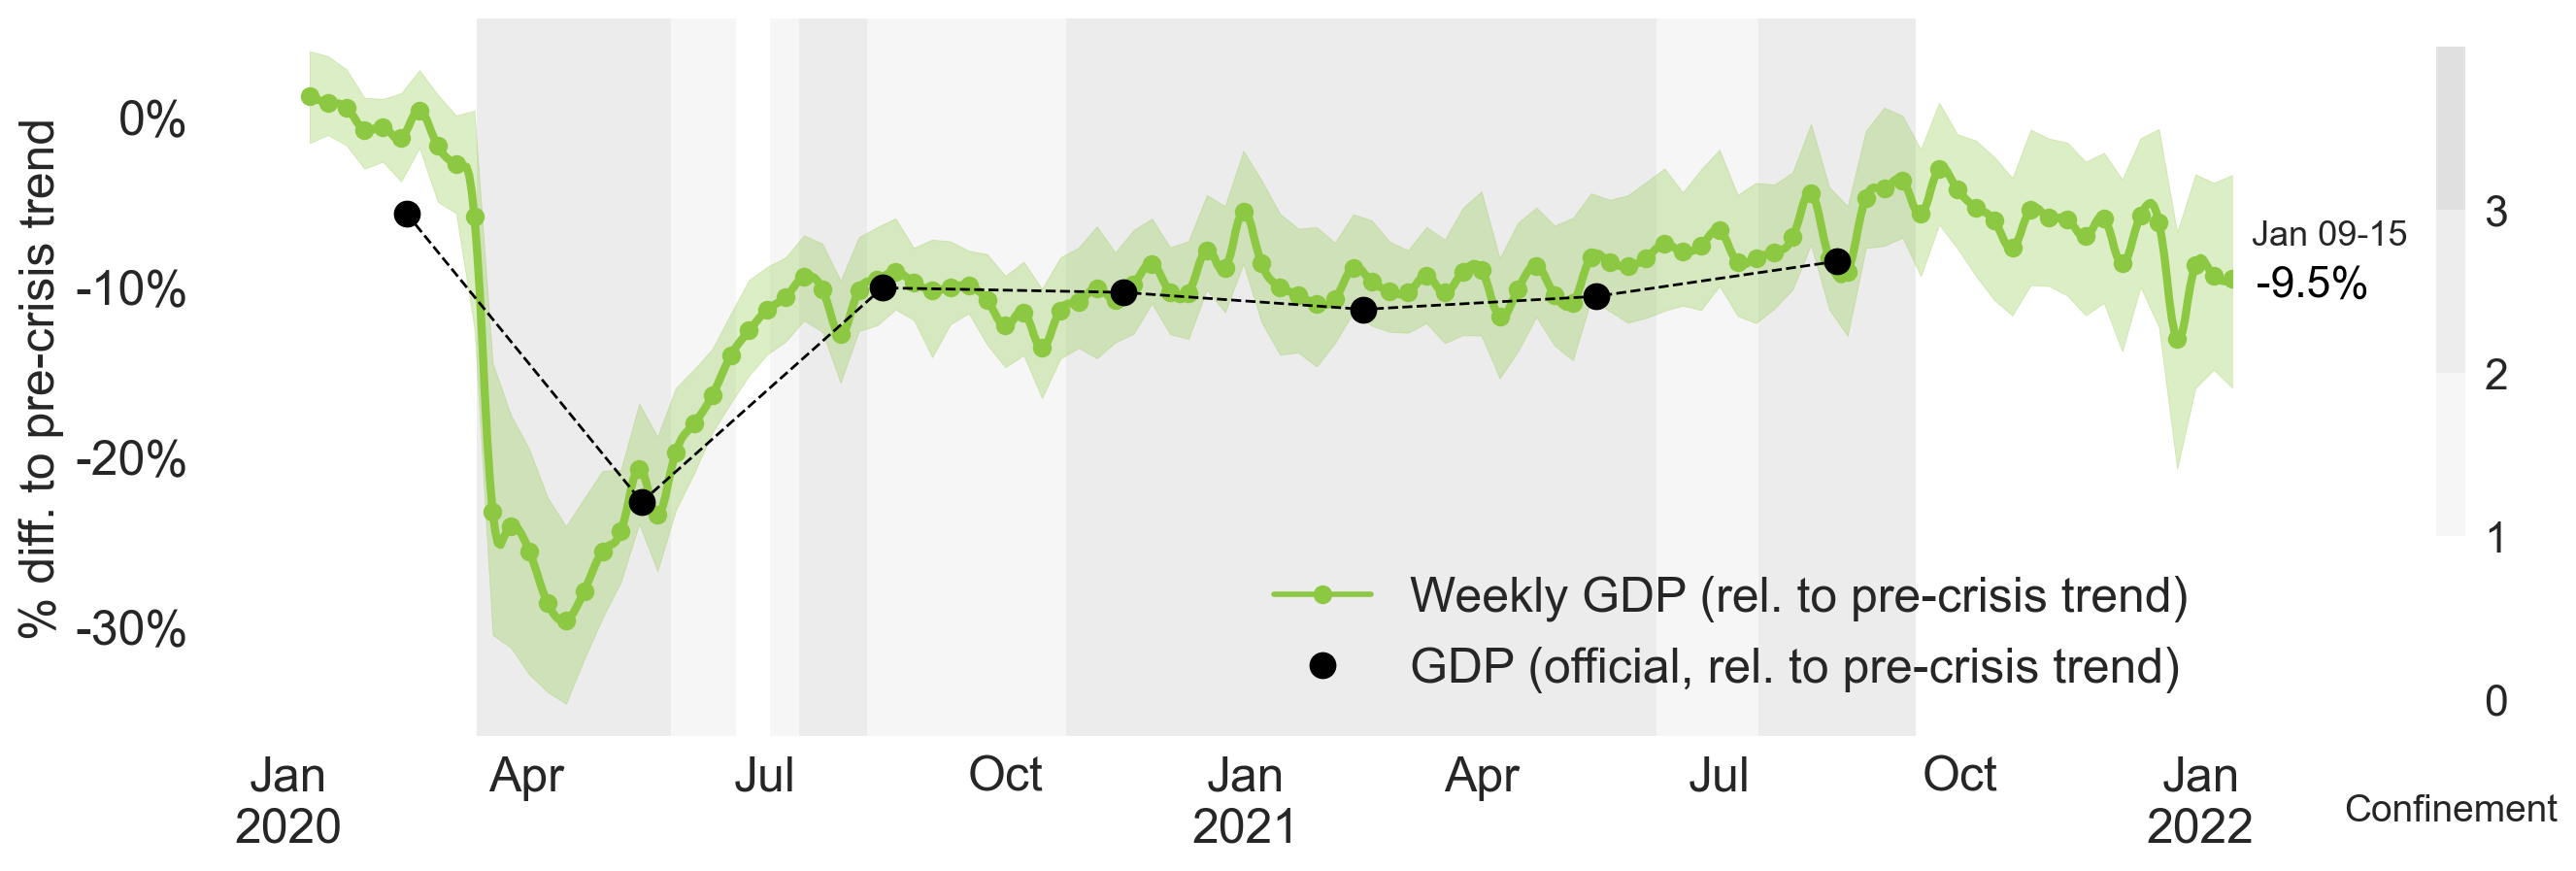 % diff. to pre-crisis trend
0%
-10%
-20%
-30%
Jan 09-15
-9.5%
Weekly GDP (rel. to pre-crisis trend)
GDP (official, rel. to pre-crisis trend)
3
2
1
0
Jan Apr Jul Oct Jan Apr Jul Oct Jan
2020 2021 2022
Confinement